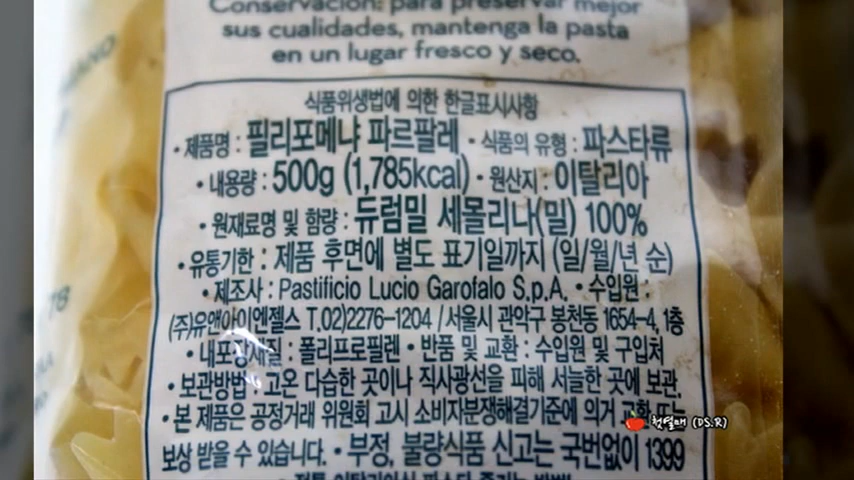 Conservación: para preservar mejor
sus cualidades, mantenga la pasta
en un lugar fresco y seco.
식품위생법에 의한 한글표시사항
· 제품명 : 필리포메냐 파르팔레 · 식품의 유형 : 파스타류
· 내용량 : 500g (1,785kcal) · 원산지 : 이탈리아
· 원재료명 및 함량 : 듀럼밀 세몰리나(밀) 100%
· 유통기한 : 제품 후면에 별도 표기일까지 (일/월/년 순)
· 제조사 : Pastificio Lucio Garofalo S.p.A. · 수입원 :
(주)유앤아이엔젤스 T.02)2276-1204 /서울시 관악구 봉천동 1654-4, 1층
· 내포장재질 : 폴리프로필렌 · 반품 및 교환 : 수입원 및 구입처
· 보관방법 : 고온 다습한 곳이나 직사광선을 피해 서늘한 곳에 보관.
· 본 제품은 공정거래 위원회 고시 소비자분쟁해결기준에 의거 교환 또는
보상 받을 수 있습니다. · 부정, 불량식품 신고는 국번없이 1399
첫열매 (DS.R)
78